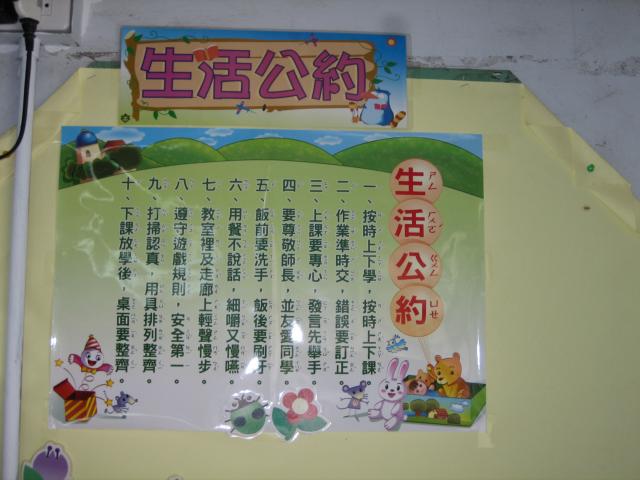 生活公約
生活公約
一、按時上下學，按時上下課。
二、作業準時交，錯誤要訂正。
三、上課要專心，發言先舉手。
四、要尊敬師長，並友愛同學。
五、飯前要洗手，飯後要刷牙。
六、用餐不說話，細嚼又慢嚥。
七、教室裡及走廊上輕聲慢步。
八、遵守遊戲規則，安全第一。
九、打掃認真，用具排列整齊。
十、下課放學後，桌面要整齊。